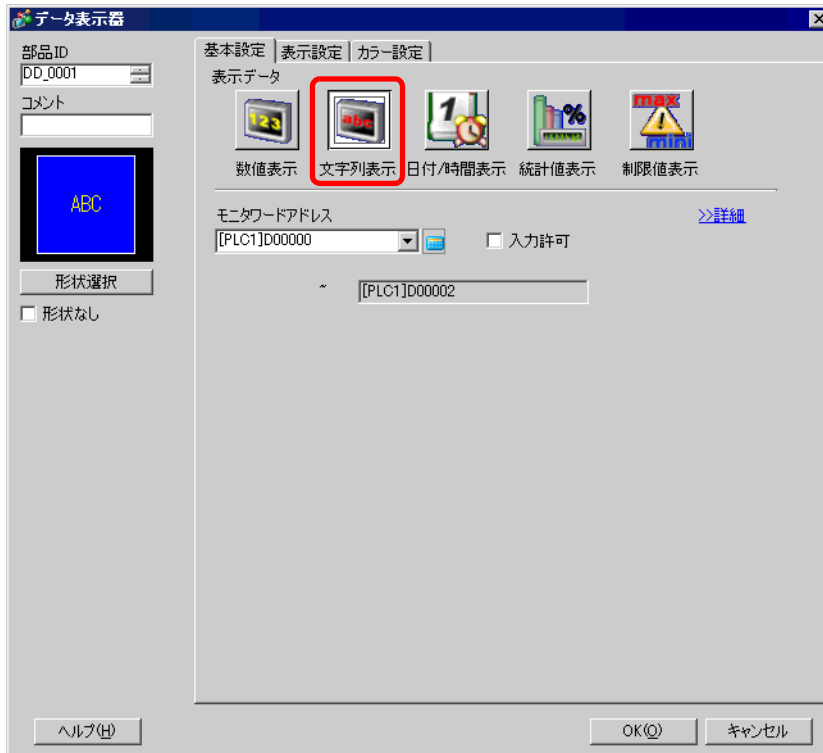 データ表示器
部品ID
DD_0001
コメント
ABC
形状選択
形状なし
基本設定 表示設定 カラー設定
表示データ
123 abc 1 % max mini
数値表示 文字列表示 日付/時間表示 統計値表示 制限値表示
モニタワードアドレス >>詳細
[PLC1]D00000 入力許可
~ [PLC1]D00002
ヘルプ(H) OK(O) キャンセル